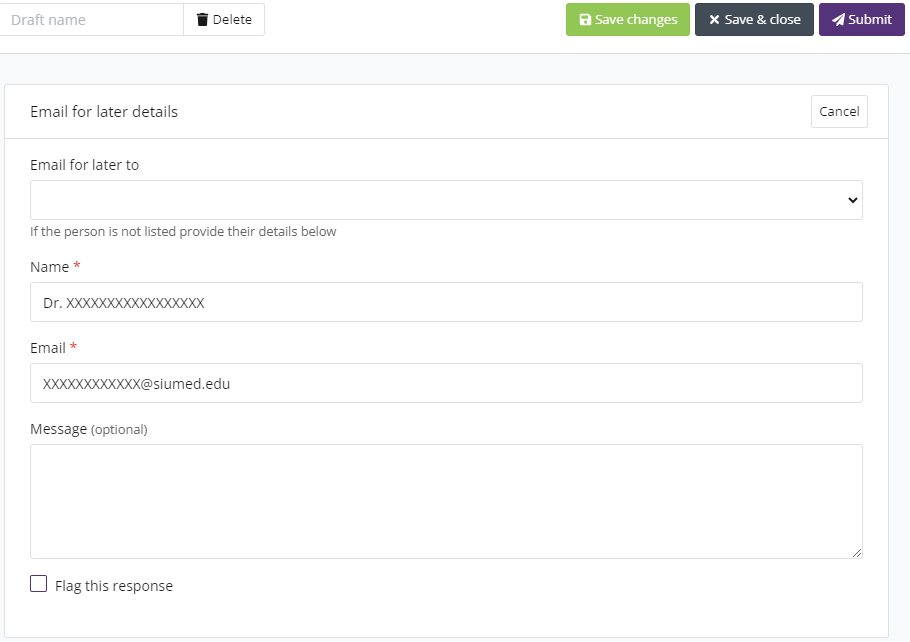 Draft name Delete Save changes Save & close Submit
Email for later details Cancel
Email for later to
If the person is not listed provide their details below
Name *
Dr. XXXXXXXXXXXXXXXXX
Email *
XXXXXXXXXXXX@siumed.edu
Message (optional)
Flag this response